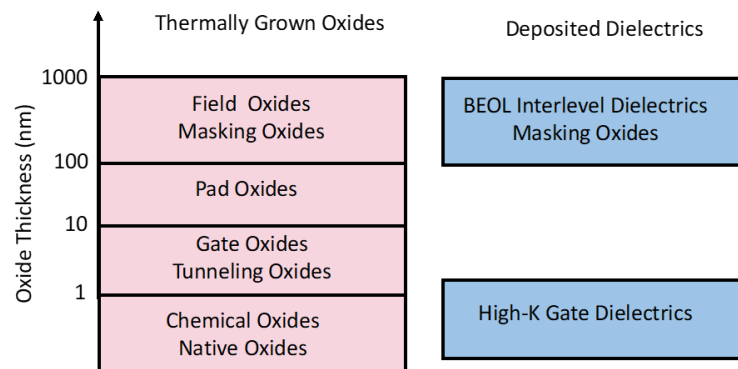 Thermally Grown Oxides
Deposited Dielectrics
Oxide Thickness (nm)
1000
100
10
1
Field Oxides
Masking Oxides
Pad Oxides
Gate Oxides
Tunneling Oxides
Chemical Oxides
Native Oxides
BEOL Interlevel Dielectrics
Masking Oxides
High-K Gate Dielectrics